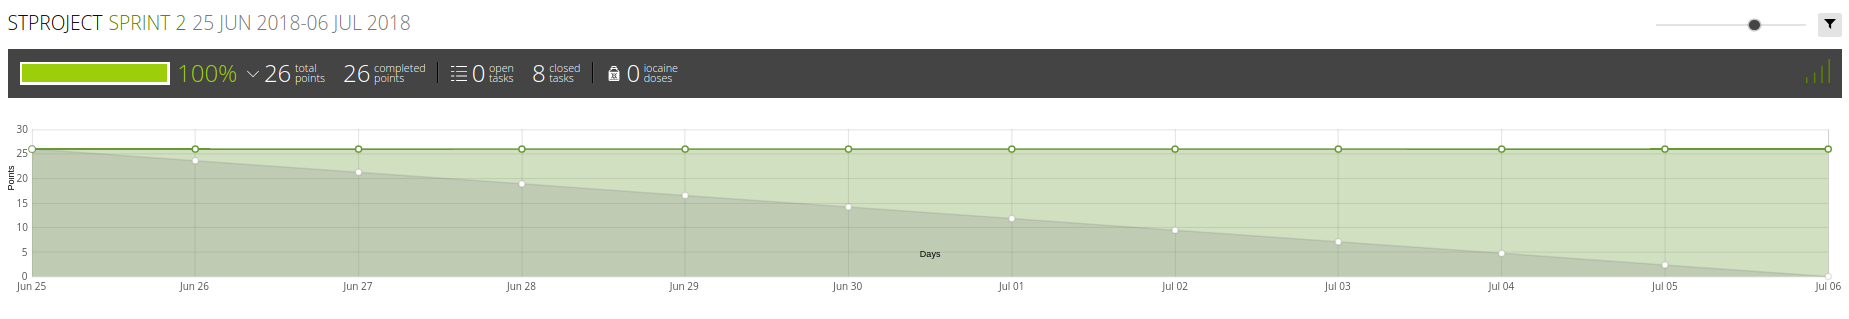 STPROJECT SPRINT 2 25 JUN 2018-06 JUL 2018
100% 26 total points 26 completed points 0 open tasks 8 closed tasks 0 iocaine doses
30
25
20
15
10
5
0
Points
Days
Jun 25 Jun 26 Jun 27 Jun 28 Jun 29 Jun 30 Jul 01 Jul 02 Jul 03 Jul 04 Jul 05 Jul 06